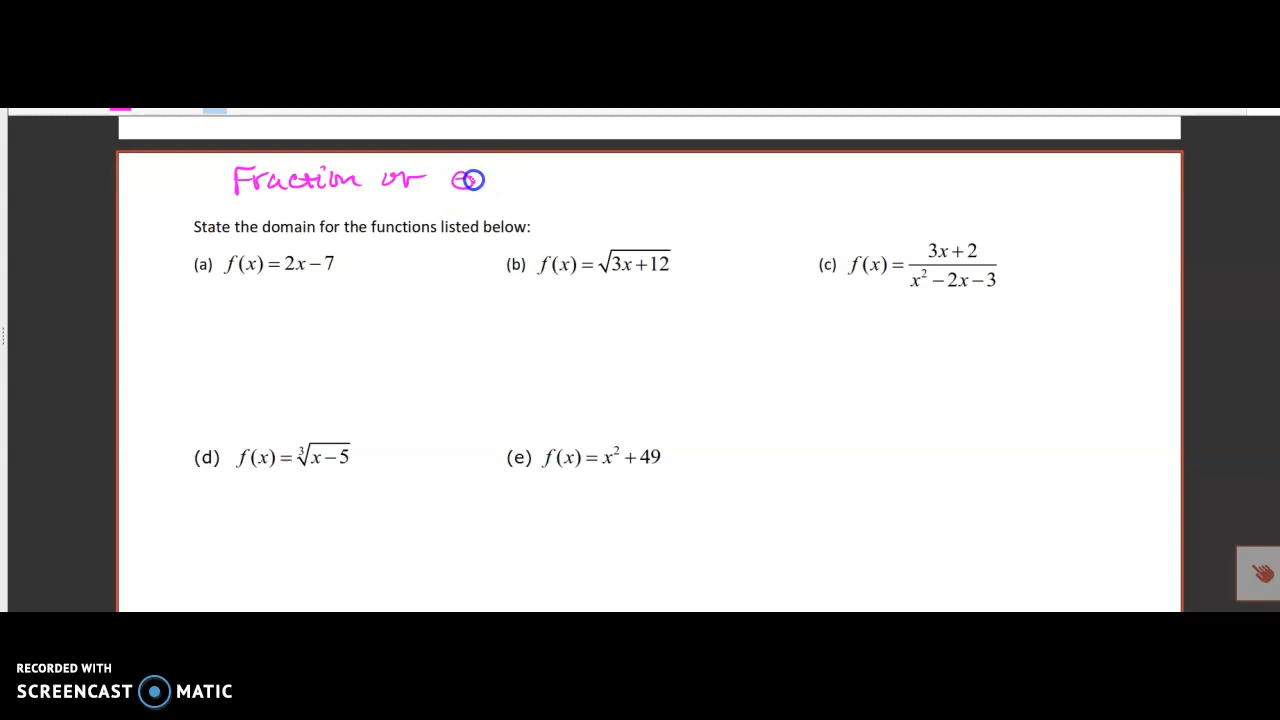 Fraction or e
State the domain for the functions listed below:
(a) f(x) = 2x − 7 (b) f(x) = √(3x + 12) (c) f(x) = (3x + 2)/(x² − 2x − 3)
(d) f(x) = ∛(x − 5) (e) f(x) = x² + 49
RECORDED WITH
SCREENCAST MATIC